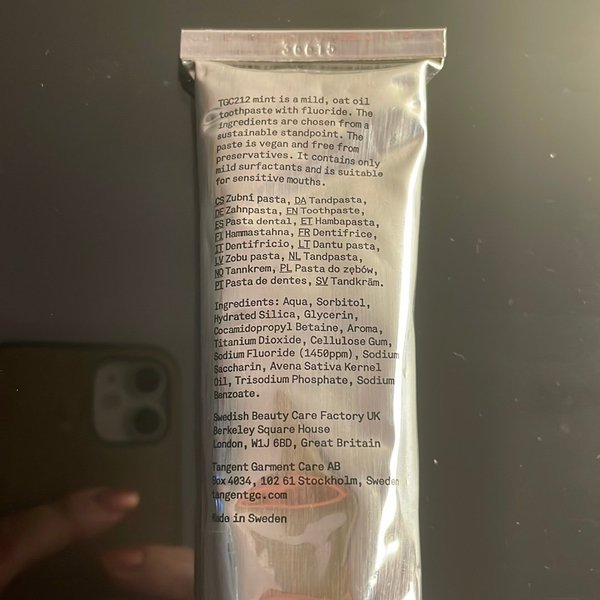 36615
TGC212 mint is a mild, oat oil
toothpaste with fluoride. The
ingredients are chosen from a
sustainable standpoint. The
paste is vegan and free from
preservatives. It contains only
mild surfactants and is suitable
for sensitive mouths.
CS Zubní pasta, DA Tandpasta,
DE Zahnpasta, EN Toothpaste,
ES Pasta dental, ET Hambapasta,
FI Hammastahna, FR Dentifrice,
IT Dentifricio, LT Dantu pasta,
LV Zobu pasta, NL Tandpasta,
NO Tannkrem, PL Pasta do zębów,
PT Pasta de dentes, SV Tandkräm.
Ingredients: Aqua, Sorbitol,
Hydrated Silica, Glycerin,
Cocamidopropyl Betaine, Aroma,
Titanium Dioxide, Cellulose Gum,
Sodium Fluoride (1450ppm), Sodium
Saccharin, Avena Sativa Kernel
Oil, Trisodium Phosphate, Sodium
Benzoate.
Swedish Beauty Care Factory UK
Berkeley Square House
London, W1J 6BD, Great Britain
Tangent Garment Care AB
Box 4034, 102 61 Stockholm, Sweden
tangentgc.com
Made in Sweden